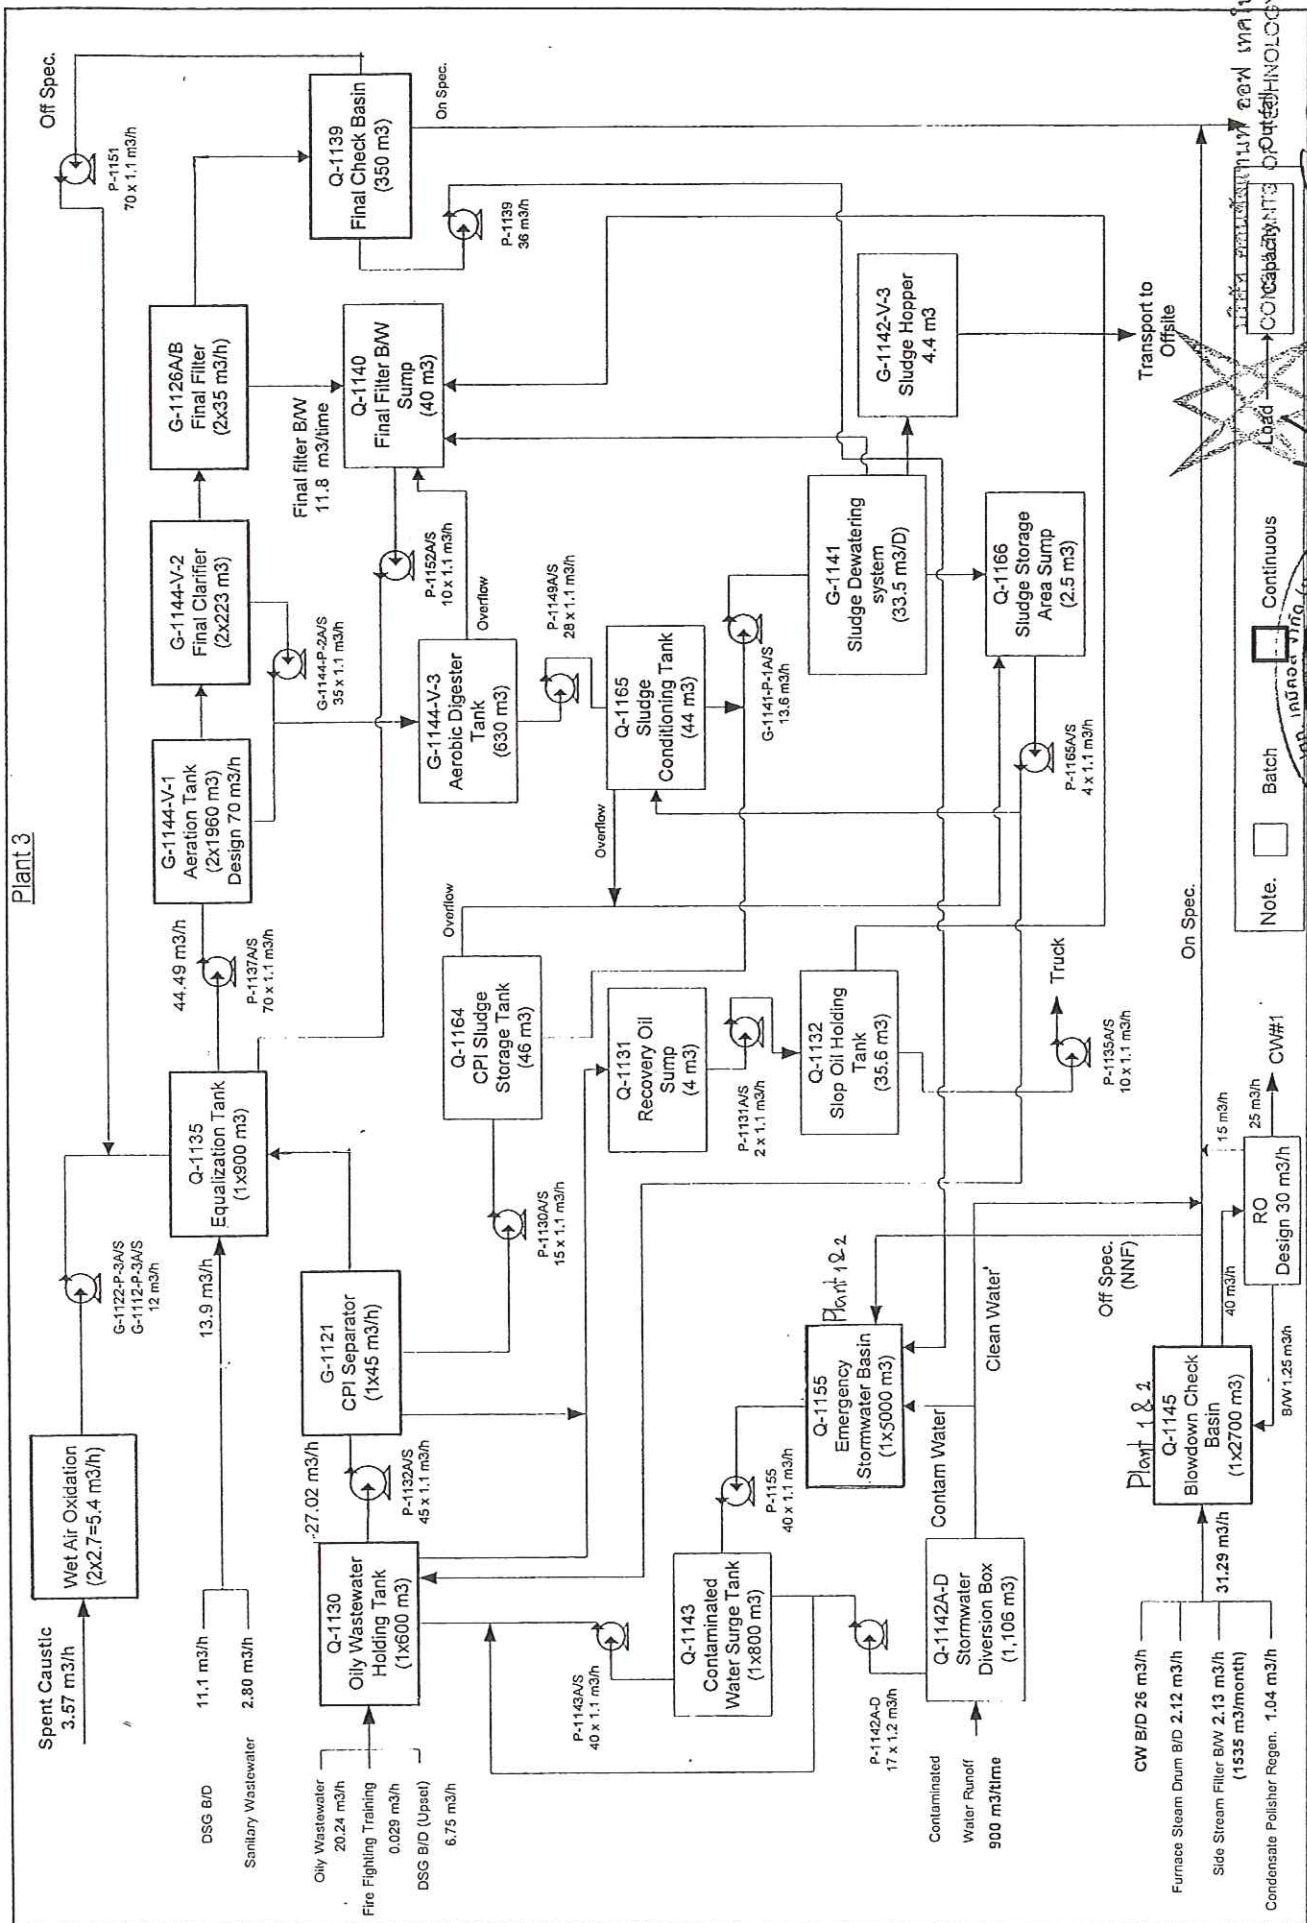 Plant 3
Spent Caustic
3.57 m3/h
Wet Air Oxidation
(2x2.7=5.4 m3/h)
G-1122-P-3A/S
G-1112-P-3A/S
12 m3/h
Off Spec.
P-1151
70 x 1.1 m3/h
DSG B/D
11.1 m3/h
Sanitary Wastewater
2.80 m3/h
13.9 m3/h
Q-1135
Equalization Tank
(1x900 m3)
44.49 m3/h
P-1137A/S
70 x 1.1 m3/h
G-1144-V-1
Aeration Tank
(2x1960 m3)
Design 70 m3/h
G-1144-V-2
Final Clarifier
(2x223 m3)
G-1144-P-2A/S
35 x 1.1 m3/h
G-1126A/B
Final Filter
(2x35 m3/h)
Final filter B/W
11.8 m3/time
Q-1139
Final Check Basin
(350 m3)
On Spec.
Oily Wastewater
20.24 m3/h
Fire Fighting Training
0.029 m3/h
DSG B/D (Upset)
6.75 m3/h
Q-1130
Oily Wastewater
Holding Tank
(1x600 m3)
27.02 m3/h
P-1132A/S
45 x 1.1 m3/h
G-1121
CPI Separator
(1x45 m3/h)
P-1130A/S
15 x 1.1 m3/h
Q-1164
CPI Sludge
Storage Tank
(46 m3)
Overflow
G-1144-V-3
Aerobic Digester
Tank
(630 m3)
Overflow
P-1152A/S
10 x 1.1 m3/h
Q-1140
Final Filter B/W
Sump
(40 m3)
P-1139
36 m3/h
P-1149A/S
28 x 1.1 m3/h
P-1143A/S
40 x 1.1 m3/h
Q-1131
Recovery Oil
Sump
(4 m3)
P-1131A/S
2 x 1.1 m3/h
Overflow
Q-1165
Sludge
Conditioning Tank
(44 m3)
G-1141-P-1A/S
13.6 m3/h
G-1141
Sludge Dewatering
system
(33.5 m3/D)
G-1142-V-3
Sludge Hopper
4.4 m3
Transport to
Offsite
Q-1143
Contaminated
Water Surge Tank
(1x800 m3)
P-1155
40 x 1.1 m3/h
Plant 1 & 2
Q-1155
Emergency
Stormwater Basin
(1x5000 m3)
Q-1132
Slop Oil Holding
Tank
(35.6 m3)
P-1135A/S
10 x 1.1 m3/h
Truck
Q-1166
Sludge Storage
Area Sump
(2.5 m3)
P-1165A/S
4 x 1.1 m3/h
P-1142A-D
17 x 1.2 m3/h
Contaminated
Water Runoff
900 m3/time
Q-1142A-D
Stormwater
Diversion Box
(1,106 m3)
Contam Water
Clean Water
Off Spec.
(NNF)
CW B/D 26 m3/h
Furnace Steam Drum B/D 2.12 m3/h
Side Stream Filter B/W 2.13 m3/h
(1535 m3/month)
Condensate Polisher Regen. 1.04 m3/h
31.29 m3/h
Plant 1 & 2
Q-1145
Blowdown Check
Basin
(1x2700 m3)
40 m3/h
B/W 1.25 m3/h
RO
Design 30 m3/h
15 m3/h
25 m3/h
CW#1
On Spec.
Outfall
Note.
Batch
Continuous
Load
Capacity